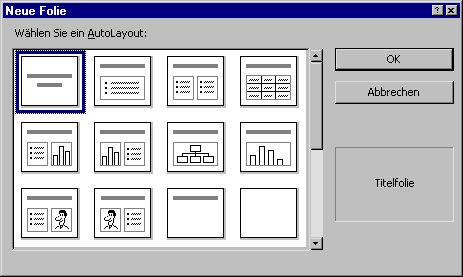 Neue Folie
Wählen Sie ein AutoLayout:
OK
Abbrechen
Titelfolie